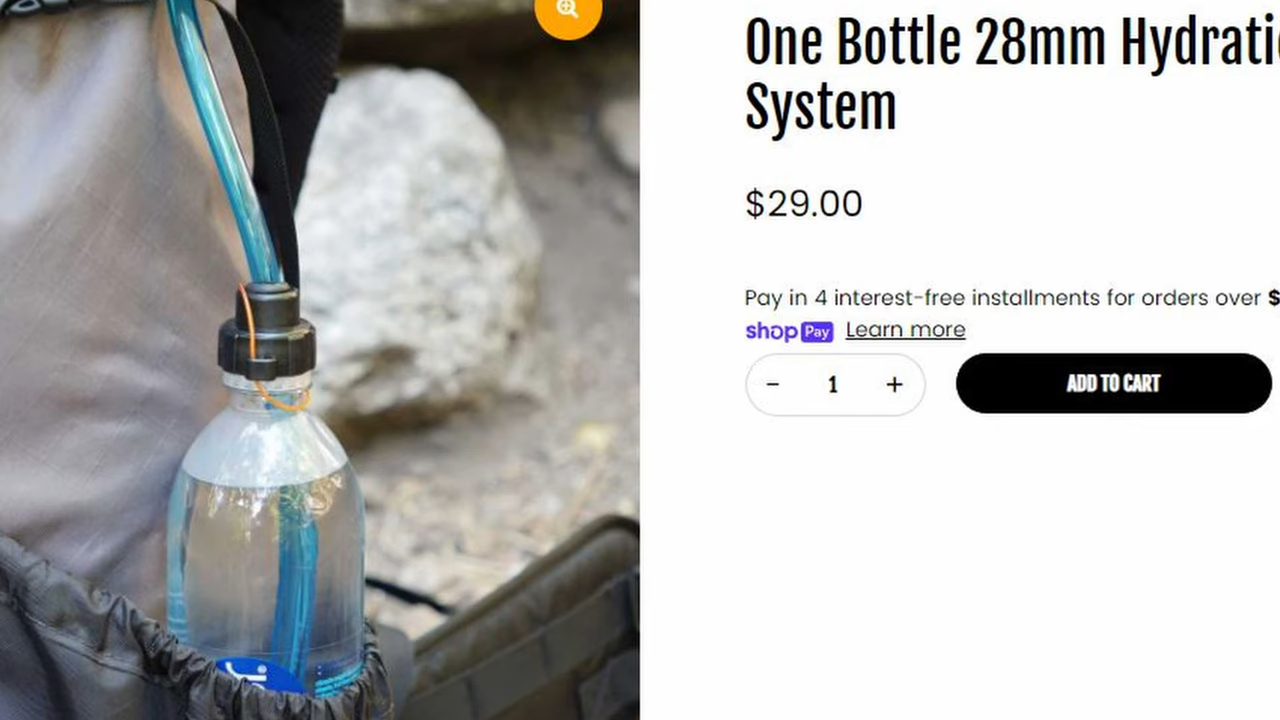 One Bottle 28mm Hydrati
System
$29.00
Pay in 4 interest-free installments for orders over $
shop Pay Learn more
− 1 +
ADD TO CART